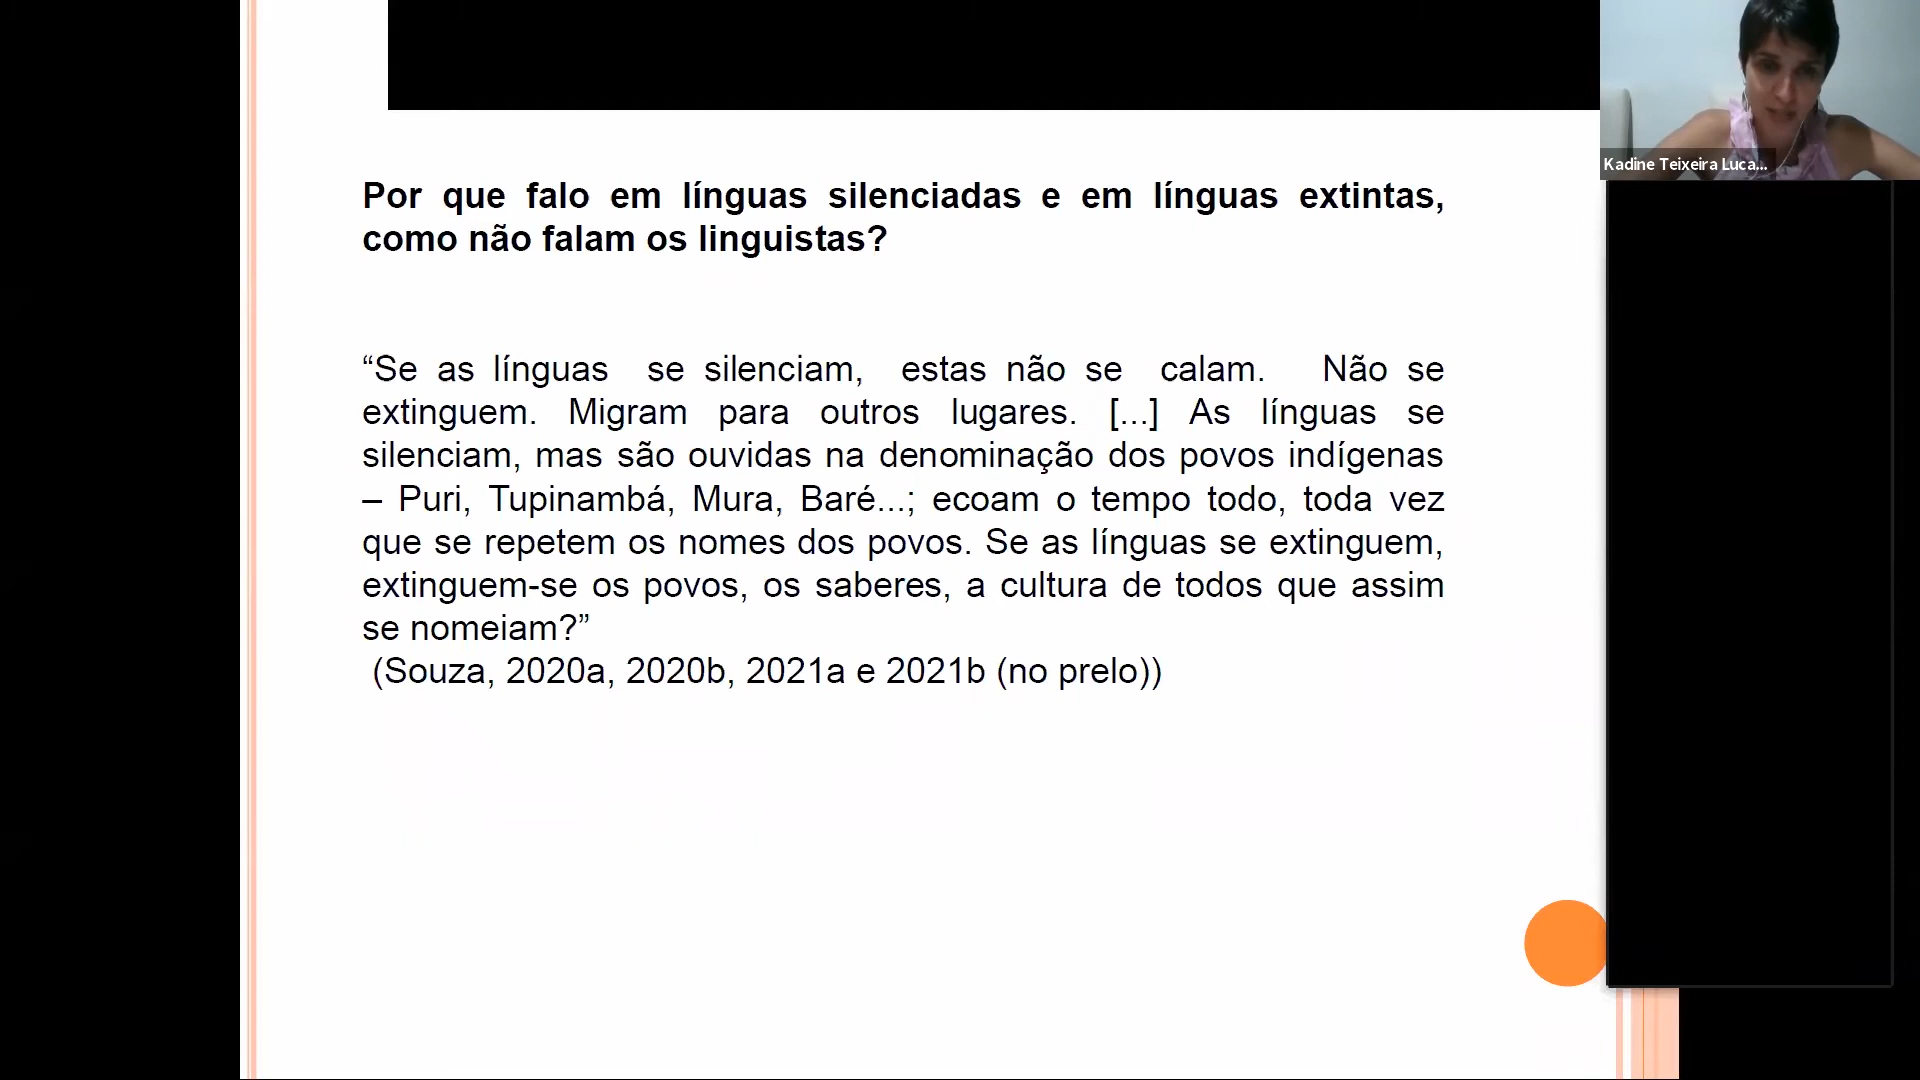 Por que falo em línguas silenciadas e em línguas extintas,
como não falam os linguistas?
“Se as línguas se silenciam, estas não se calam. Não se
extinguem. Migram para outros lugares. [...] As línguas se
silenciam, mas são ouvidas na denominação dos povos indígenas
– Puri, Tupinambá, Mura, Baré...; ecoam o tempo todo, toda vez
que se repetem os nomes dos povos. Se as línguas se extinguem,
extinguem-se os povos, os saberes, a cultura de todos que assim
se nomeiam?”
(Souza, 2020a, 2020b, 2021a e 2021b (no prelo))
Kadine Teixeira Luca...